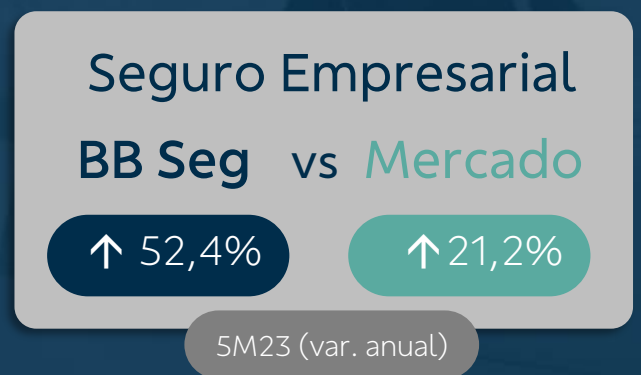 Seguro Empresarial
BB Seg vs Mercado
↑ 52,4% ↑ 21,2%
5M23 (var. anual)